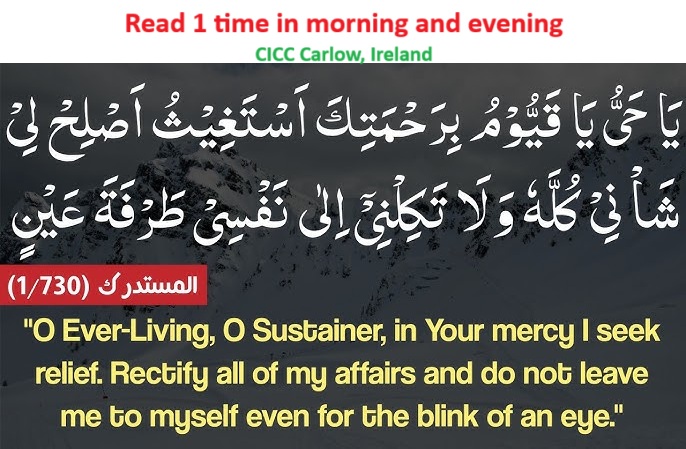 Read 1 time in morning and evening
CICC Carlow, Ireland
يَا حَىُّ يَا قَيُّوْمُ بِرَحْمَتِكَ اَسْتَغِيْثُ اَصْلِحْ لِيْ
شَاْنِيْ كُلَّهٗ وَلَا تَكِلْنِيْٓ اِلٰى نَفْسِيْ طَرْفَةَ عَيْنٍ
المستدرك (1/730)
"O Ever-Living, O Sustainer, in Your mercy I seek
relief. Rectify all of my affairs and do not leave
me to myself even for the blink of an eye."